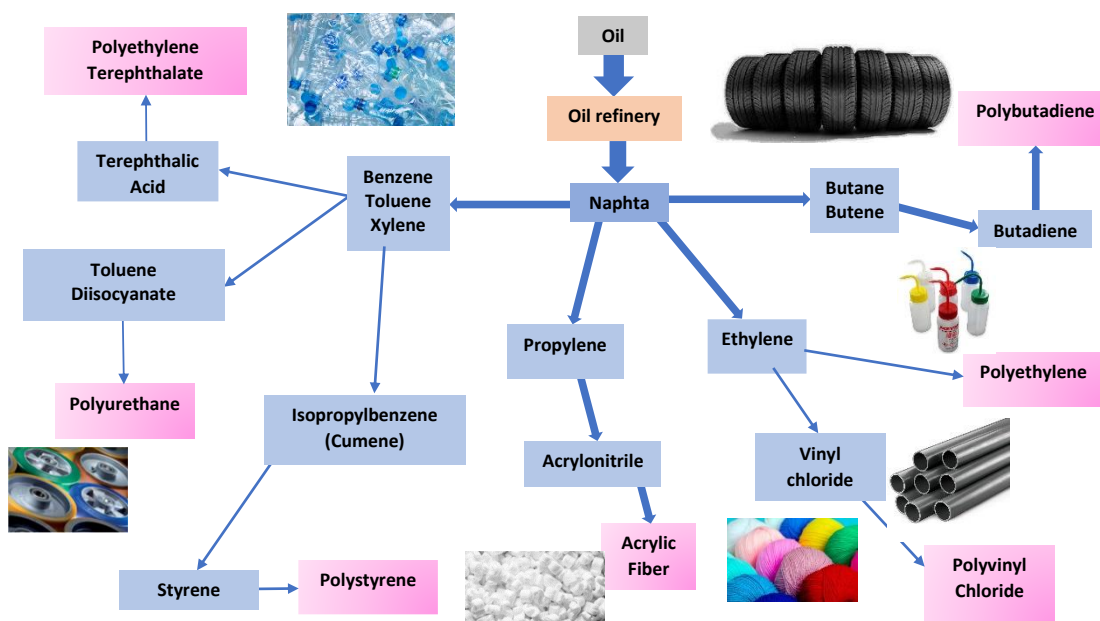 Oil
Oil refinery
Naphta
Polyethylene
Terephthalate
Terephthalic
Acid
Benzene
Toluene
Xylene
Toluene
Diisocyanate
Polyurethane
Isopropylbenzene
(Cumene)
Styrene
Polystyrene
Propylene
Acrylonitrile
Acrylic
Fiber
Ethylene
Polyethylene
Vinyl
chloride
Polyvinyl
Chloride
Butane
Butene
Butadiene
Polybutadiene